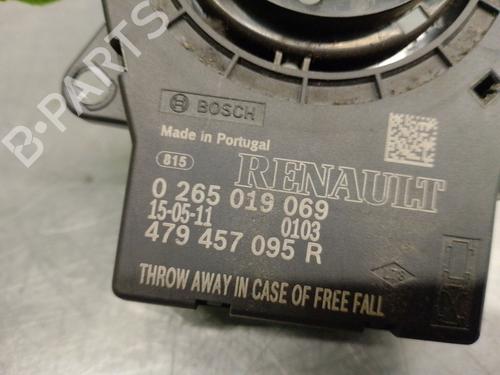 B-PARTS
BOSCH
Made in Portugal
815
RENAULT
0 265 019 069
15-05-11 0103
479 457 095 R
THROW AWAY IN CASE OF FREE FALL